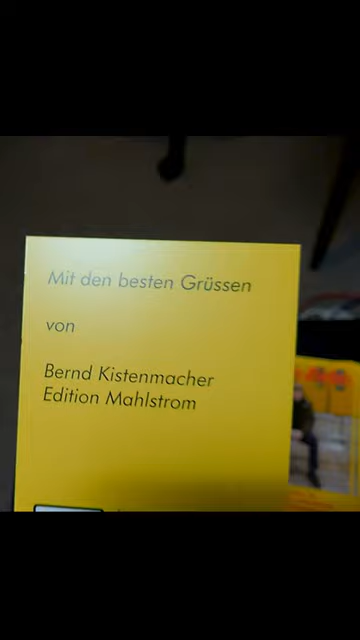 Mit den besten Grüssen
von
Bernd Kistenmacher
Edition Mahlstrom